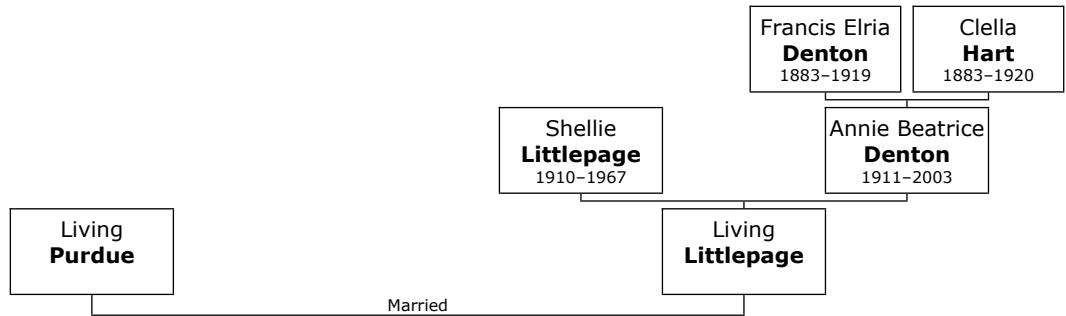 Francis Elria
Denton
1883–1919
Clella
Hart
1883–1920
Shellie
Littlepage
1910–1967
Annie Beatrice
Denton
1911–2003
Living
Purdue
Living
Littlepage
Married